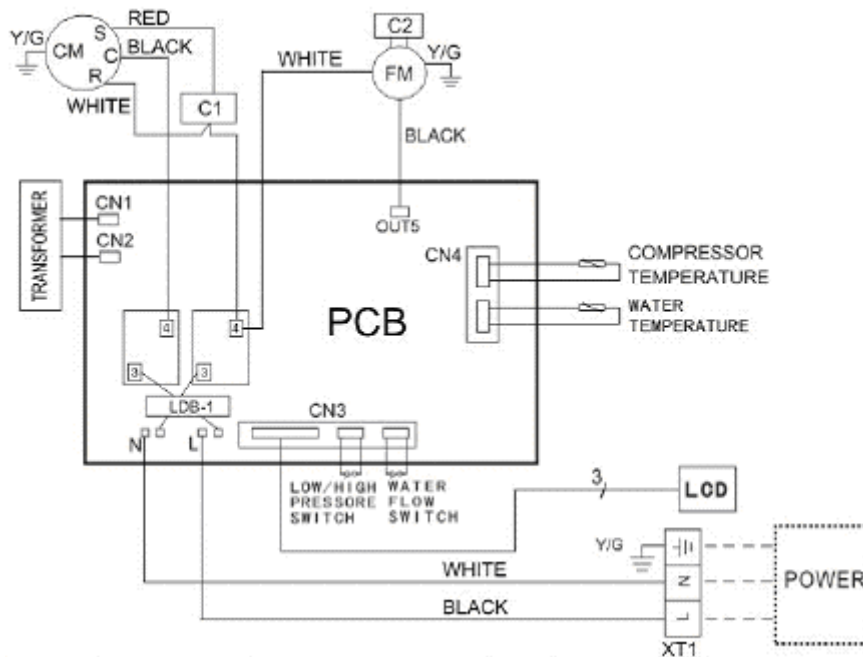 RED
C2
Y/G
S
CM
C
BLACK
R
WHITE
WHITE
FM
Y/G
C1
BLACK
TRANSFORMER
CN1
CN2
OUT5
CN4
COMPRESSOR
TEMPERATURE
WATER
TEMPERATURE
4
4
PCB
3
3
LDB-1
CN3
N
L
LOW/HIGH
PRESSORE
SWITCH
WATER
FLOW
SWITCH
3
LCD
Y/G
WHITE
N
POWER
BLACK
L
XT1